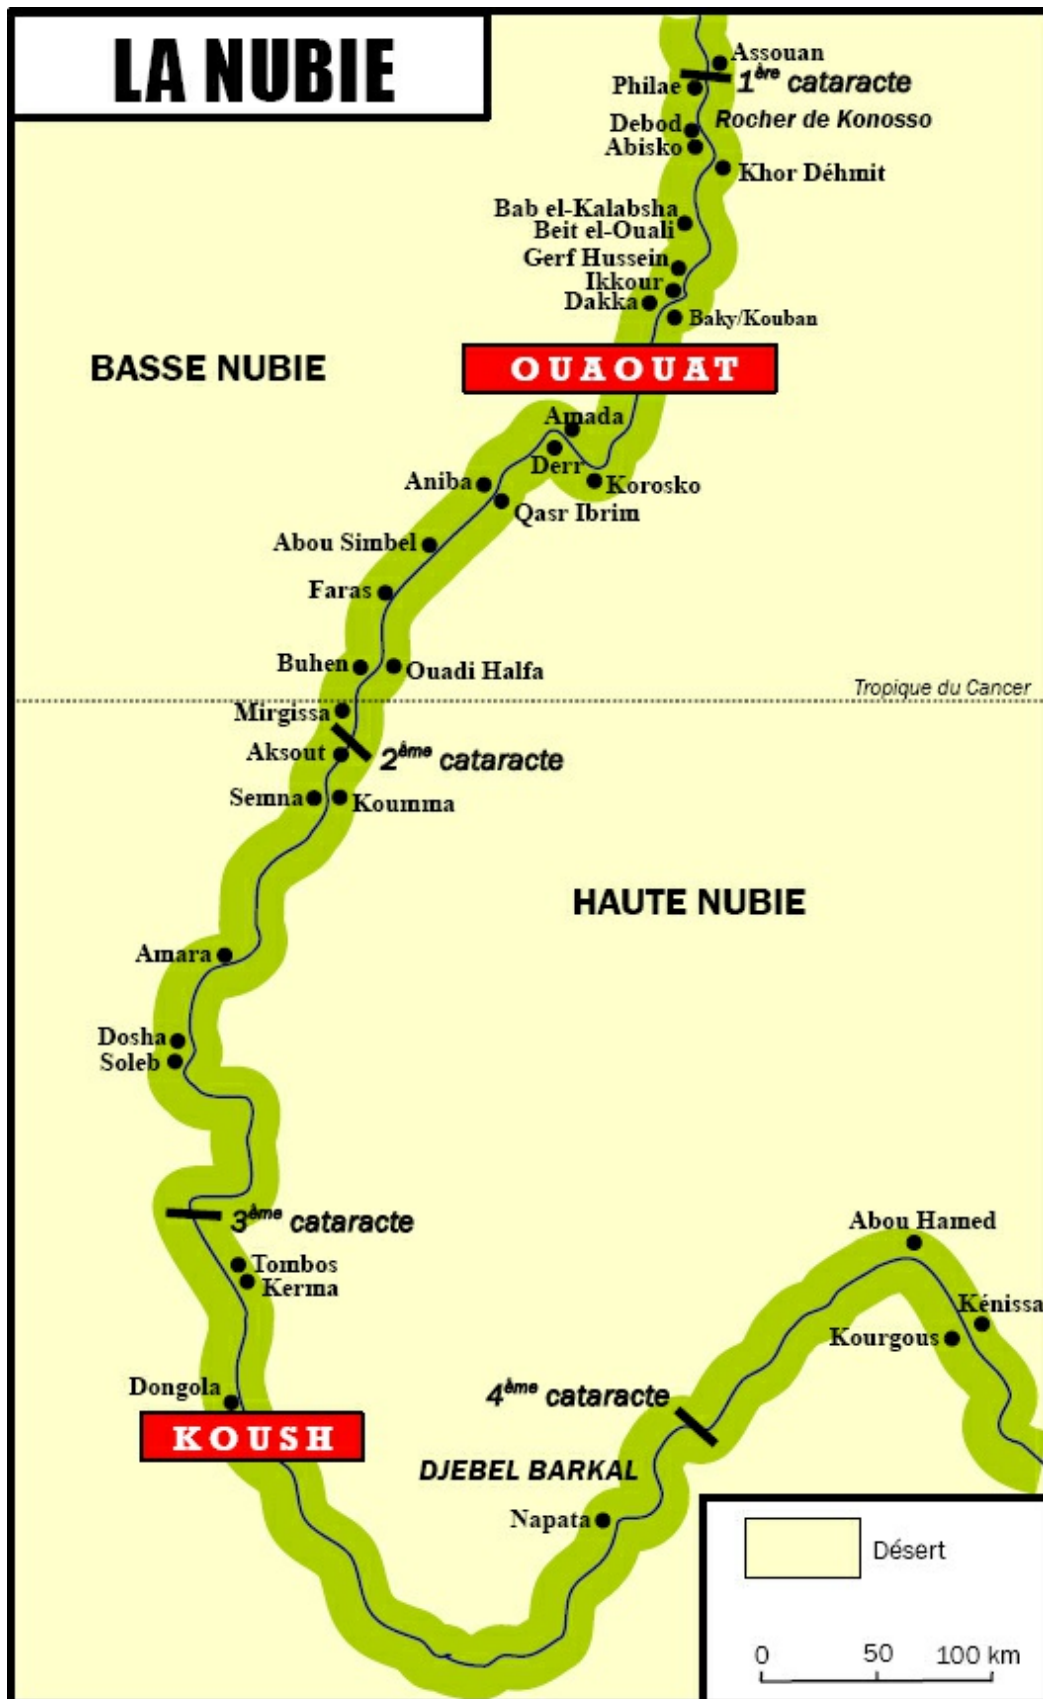 LA NUBIE
Assouan
1ère cataracte
Philae
Rocher de Konosso
Debod
Abisko
Khor Déhmit
Bab el-Kalabsha
Beit el-Ouali
Gerf Hussein
Ikkour
Dakka
Baky/Kouban
BASSE NUBIE
OUAOUAT
Amada
Derr
Aniba
Korosko
Qasr Ibrim
Abou Simbel
Faras
Buhen
Ouadi Halfa
Tropique du Cancer
Mirgissa
Aksout
2ème cataracte
Semna
Koumma
HAUTE NUBIE
Amara
Dosha
Soleb
3ème cataracte
Abou Hamed
Tombos
Kerma
Kénissa
Kourgous
Dongola
4ème cataracte
KOUSH
DJEBEL BARKAL
Napata
Désert
0 50 100 km